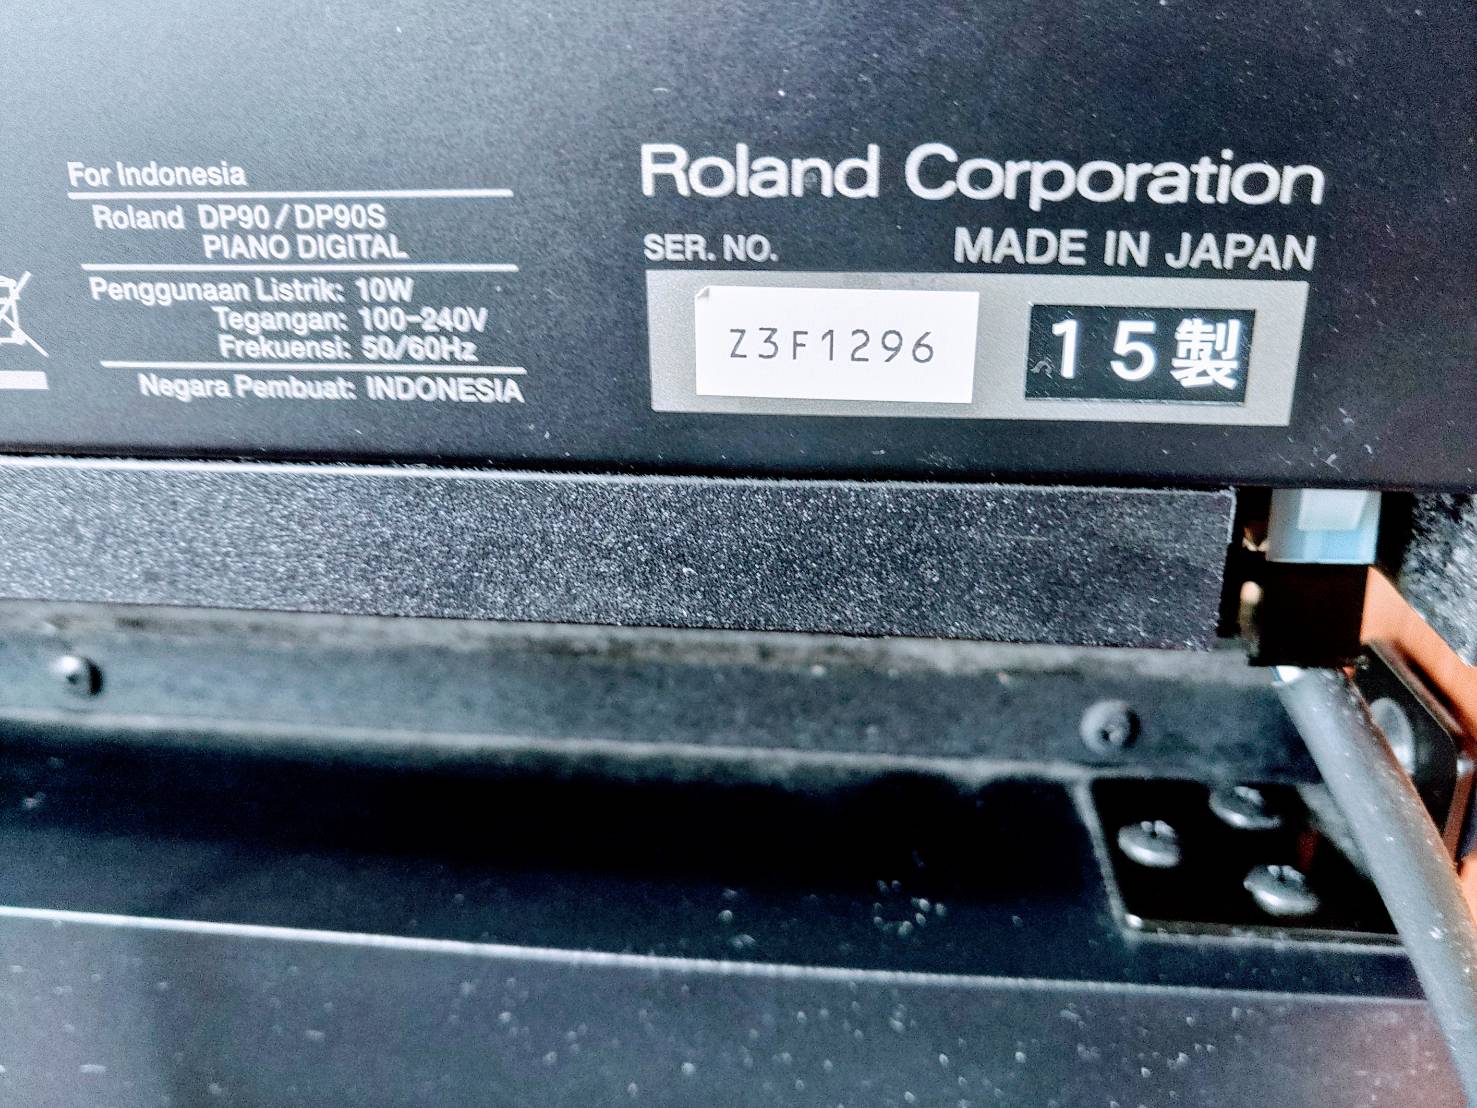 For Indonesia
Roland DP90 / DP90S
PIANO DIGITAL
Penggunaan Listrik: 10W
Tegangan: 100-240V
Frekuensi: 50/60Hz
Negara Pembuat: INDONESIA
Roland Corporation
SER. NO. MADE IN JAPAN
Z3F1296 15製